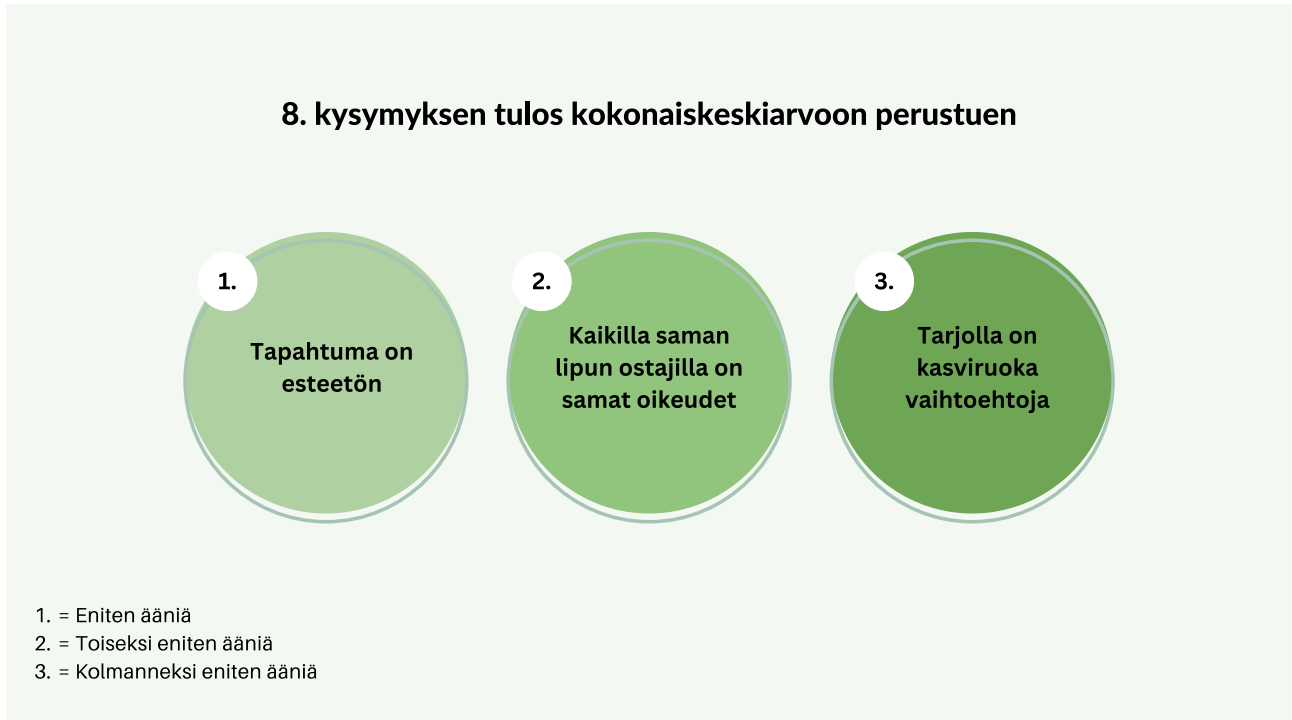 8. kysymyksen tulos kokonaiskeskiarvoon perustuen
1.
Tapahtuma on
esteetön
2.
Kaikilla saman
lipun ostajilla on
samat oikeudet
3.
Tarjolla on
kasviruoka
vaihtoehtoja
1. = Eniten ääniä
2. = Toiseksi eniten ääniä
3. = Kolmanneksi eniten ääniä